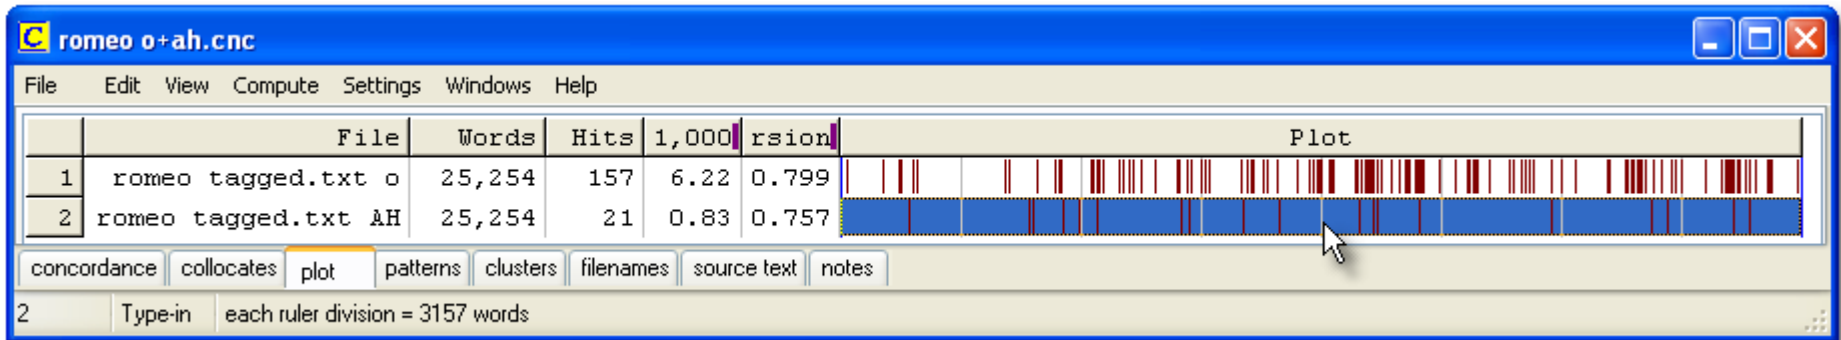 C romeo o+ah.cnc
File Edit View Compute Settings Windows Help
File Words Hits 1,000 rsion Plot
1 romeo tagged.txt o 25,254 157 6.22 0.799
2 romeo tagged.txt AH 25,254 21 0.83 0.757
concordance collocates plot patterns clusters filenames source text notes
2 Type-in each ruler division = 3157 words